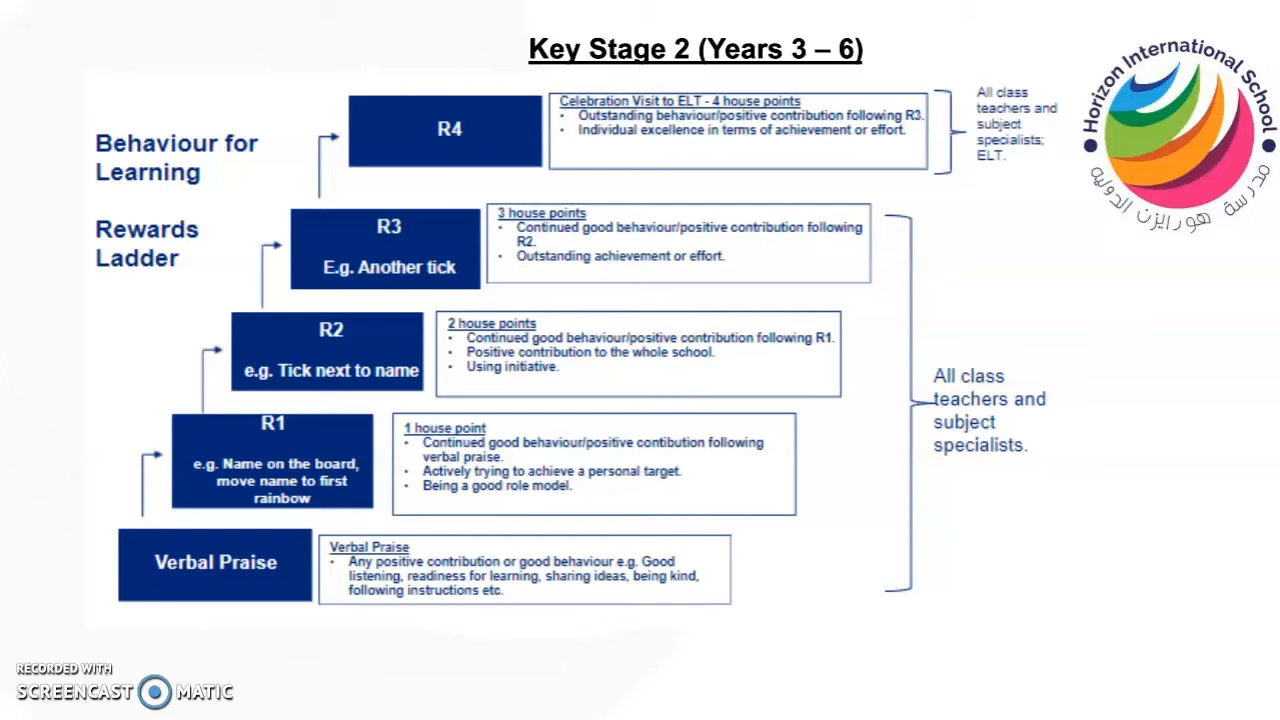 Key Stage 2 (Years 3 – 6)
Horizon International School
مدرسة هورايزن الدولية
Behaviour for
Learning
Rewards
Ladder
R4
Celebration Visit to ELT - 4 house points
• Outstanding behaviour/positive contribution following R3.
• Individual excellence in terms of achievement or effort.
All class
teachers and
subject
specialists;
ELT.
R3
E.g. Another tick
3 house points
• Continued good behaviour/positive contribution following
R2.
• Outstanding achievement or effort.
R2
e.g. Tick next to name
2 house points
• Continued good behaviour/positive contribution following R1.
• Positive contribution to the whole school.
• Using initiative.
R1
e.g. Name on the board,
move name to first
rainbow
1 house point
• Continued good behaviour/positive contibution following
verbal praise.
• Actively trying to achieve a personal target.
• Being a good role model.
All class
teachers and
subject
specialists.
Verbal Praise
Verbal Praise
• Any positive contribution or good behaviour e.g. Good
listening, readiness for learning, sharing ideas, being kind,
following instructions etc.
RECORDED WITH
SCREENCAST MATIC